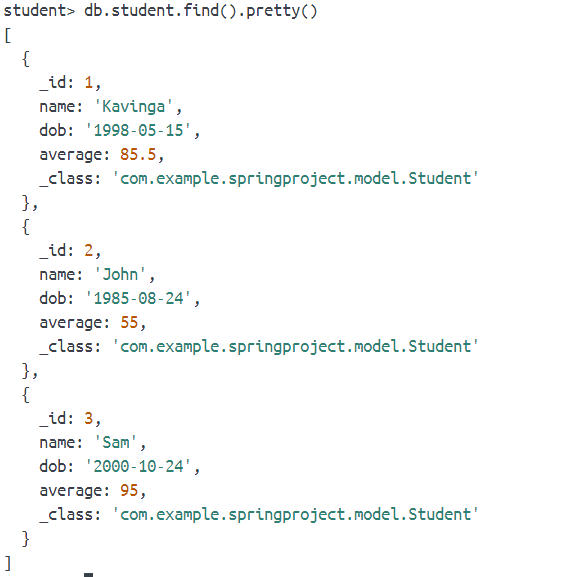 student> db.student.find().pretty()
[
  {
    _id: 1,
    name: 'Kavinga',
    dob: '1998-05-15',
    average: 85.5,
    _class: 'com.example.springproject.model.Student'
  },
  {
    _id: 2,
    name: 'John',
    dob: '1985-08-24',
    average: 55,
    _class: 'com.example.springproject.model.Student'
  },
  {
    _id: 3,
    name: 'Sam',
    dob: '2000-10-24',
    average: 95,
    _class: 'com.example.springproject.model.Student'
  }
]